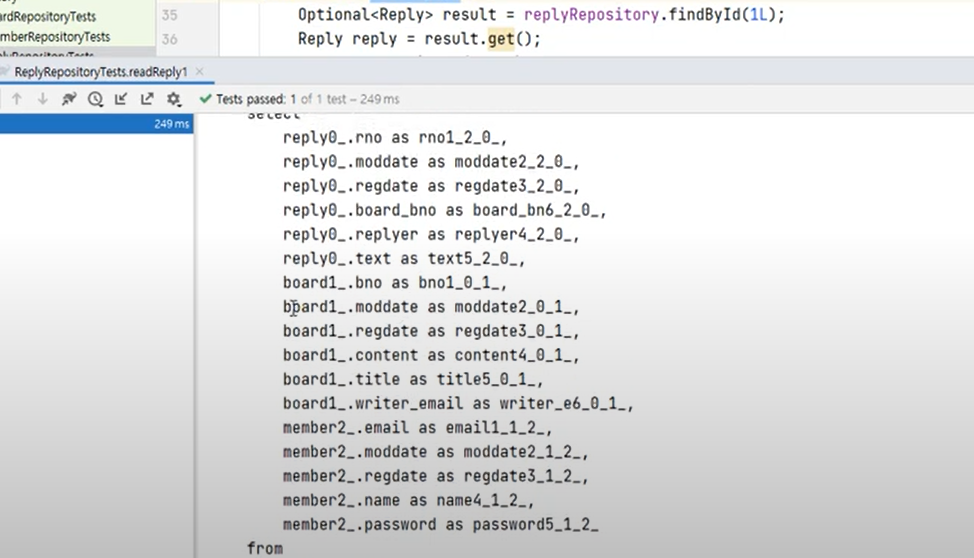 ardRepositoryTests
35 Optional<Reply> result = replyRepository.findById(1L);
mberRepositoryTests
36 Reply reply = result.get();
ReplyRepositoryTests.readReply1 ×
Tests passed: 1 of 1 test – 249 ms
249 ms
select
reply0_.rno as rno1_2_0_,
reply0_.moddate as moddate2_2_0_,
reply0_.regdate as regdate3_2_0_,
reply0_.board_bno as board_bn6_2_0_,
reply0_.replyer as replyer4_2_0_,
reply0_.text as text5_2_0_,
board1_.bno as bno1_0_1_,
board1_.moddate as moddate2_0_1_,
board1_.regdate as regdate3_0_1_,
board1_.content as content4_0_1_,
board1_.title as title5_0_1_,
board1_.writer_email as writer_e6_0_1_,
member2_.email as email1_1_2_,
member2_.moddate as moddate2_1_2_,
member2_.regdate as regdate3_1_2_,
member2_.name as name4_1_2_,
member2_.password as password5_1_2_
from